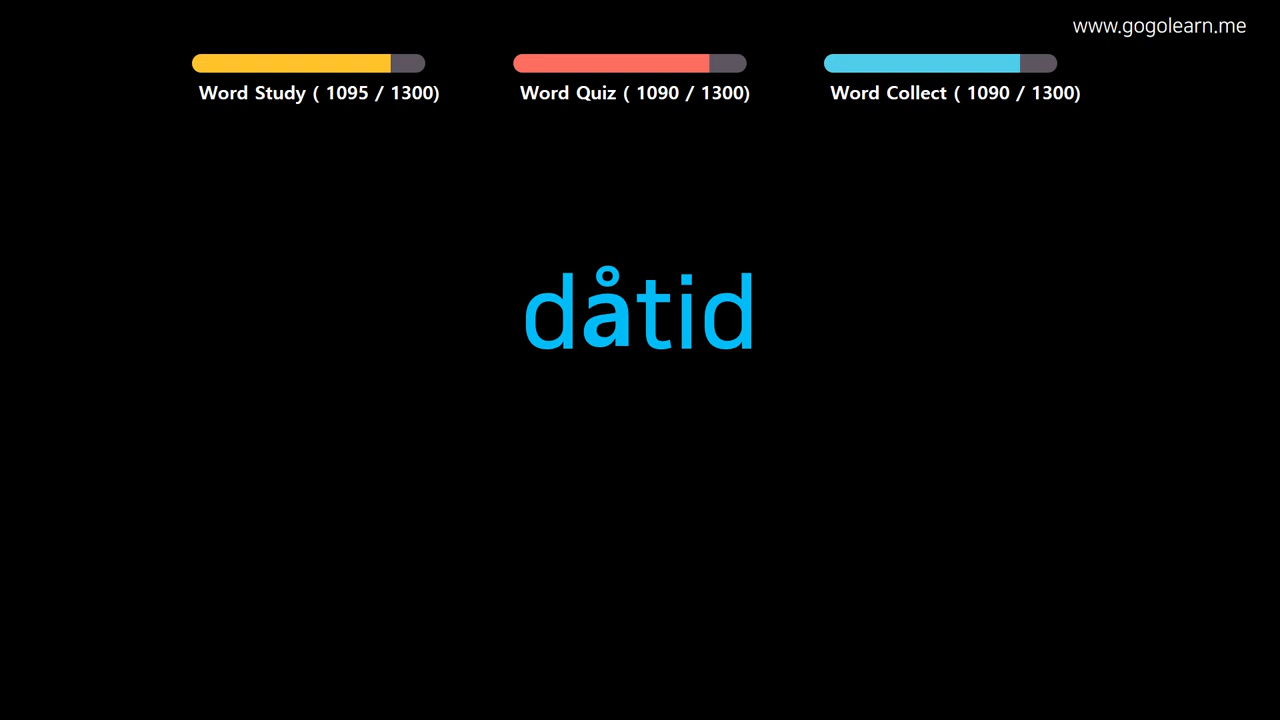 www.gogolearn.me
Word Study ( 1095 / 1300)
Word Quiz ( 1090 / 1300)
Word Collect ( 1090 / 1300)
dåtid